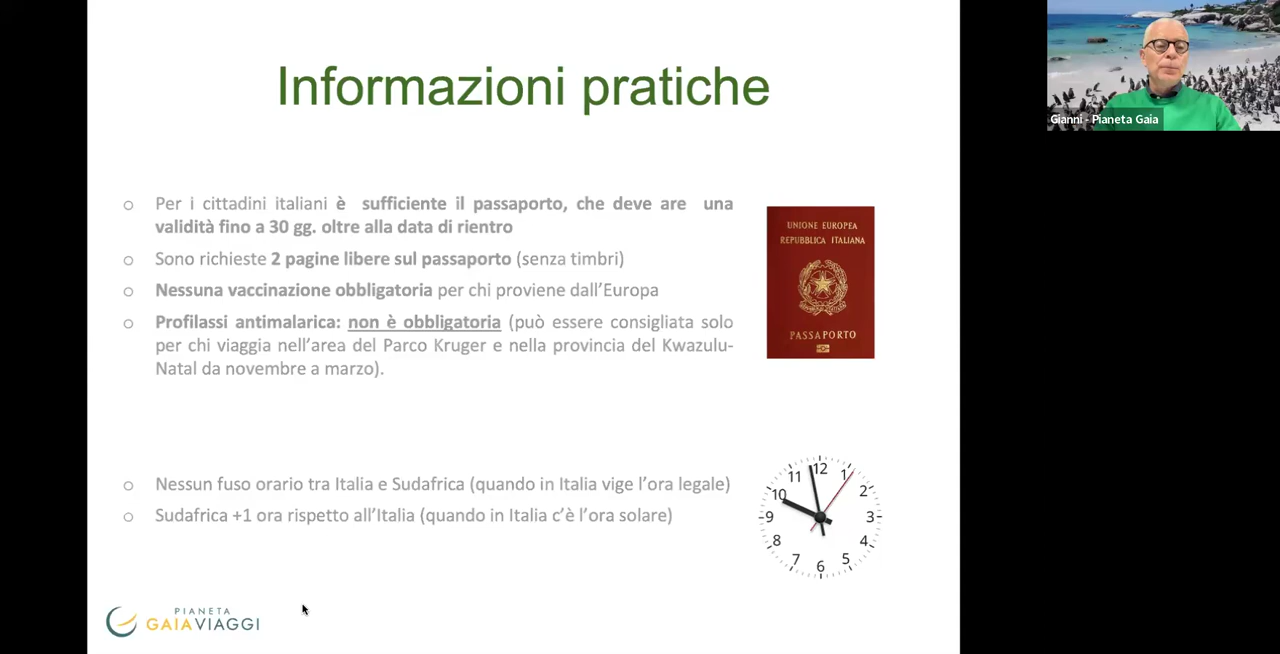 Informazioni pratiche
Gianni - Pianeta Gaia
o Per i cittadini italiani è sufficiente il passaporto, che deve are una
validità fino a 30 gg. oltre alla data di rientro
o Sono richieste 2 pagine libere sul passaporto (senza timbri)
o Nessuna vaccinazione obbligatoria per chi proviene dall’Europa
o Profilassi antimalarica: non è obbligatoria (può essere consigliata solo
per chi viaggia nell’area del Parco Kruger e nella provincia del Kwazulu-
Natal da novembre a marzo).
UNIONE EUROPEA
REPUBBLICA ITALIANA
PASSAPORTO
o Nessun fuso orario tra Italia e Sudafrica (quando in Italia vige l’ora legale)
o Sudafrica +1 ora rispetto all’Italia (quando in Italia c’è l’ora solare)
12
11 1
10 2
9 3
8 4
7 5
6
PIANETA
GAIAVIAGGI